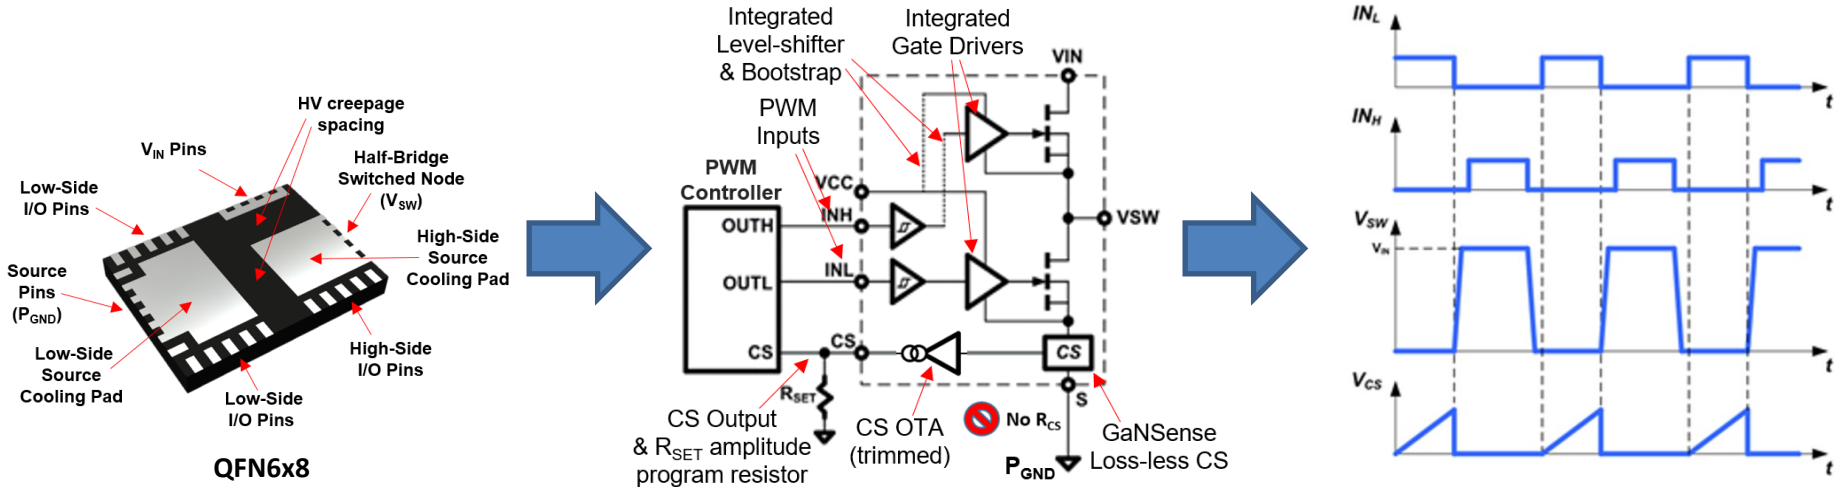 HV creepage
spacing
V_IN Pins
Half-Bridge
Switched Node
(V_SW)
Low-Side
I/O Pins
High-Side
Source
Cooling Pad
Source
Pins
(P_GND)
Low-Side
Source
Cooling Pad
High-Side
I/O Pins
Low-Side
I/O Pins
QFN6x8
Integrated
Level-shifter
& Bootstrap
Integrated
Gate Drivers
PWM
Inputs
PWM
Controller
VIN
VCC
OUTH
INH
VSW
OUTL
INL
CS
CS
CS
R_SET
S
No R_CS
CS Output
& R_SET amplitude
program resistor
CS OTA
(trimmed)
P_GND
GaNSense
Loss-less CS
IN_L
t
IN_H
t
V_SW
V_IN
t
V_CS
t